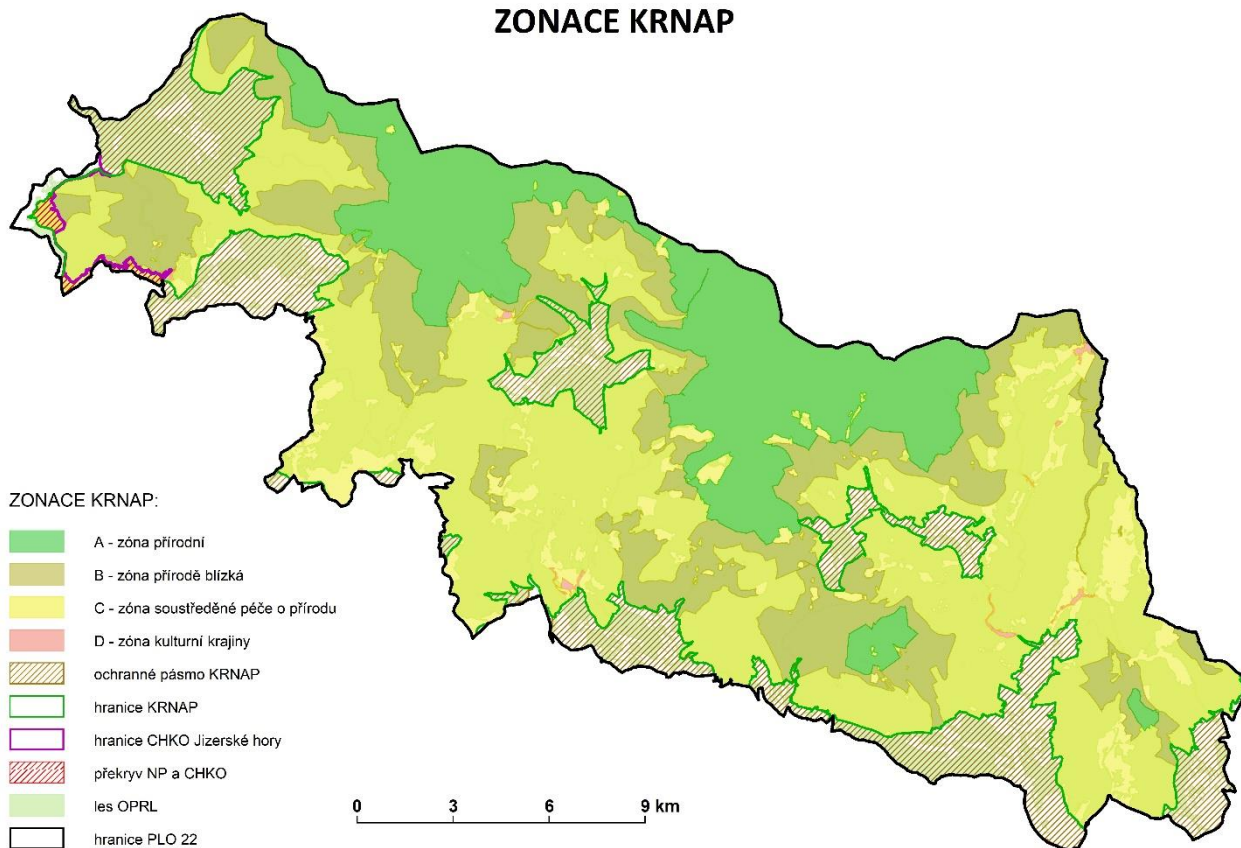 ZONACE KRNAP
ZONACE KRNAP:
A - zóna přírodní
B - zóna přírodě blízká
C - zóna soustředěné péče o přírodu
D - zóna kulturní krajiny
ochranné pásmo KRNAP
hranice KRNAP
hranice CHKO Jizerské hory
překryv NP a CHKO
les OPRL
hranice PLO 22
0 3 6 9 km